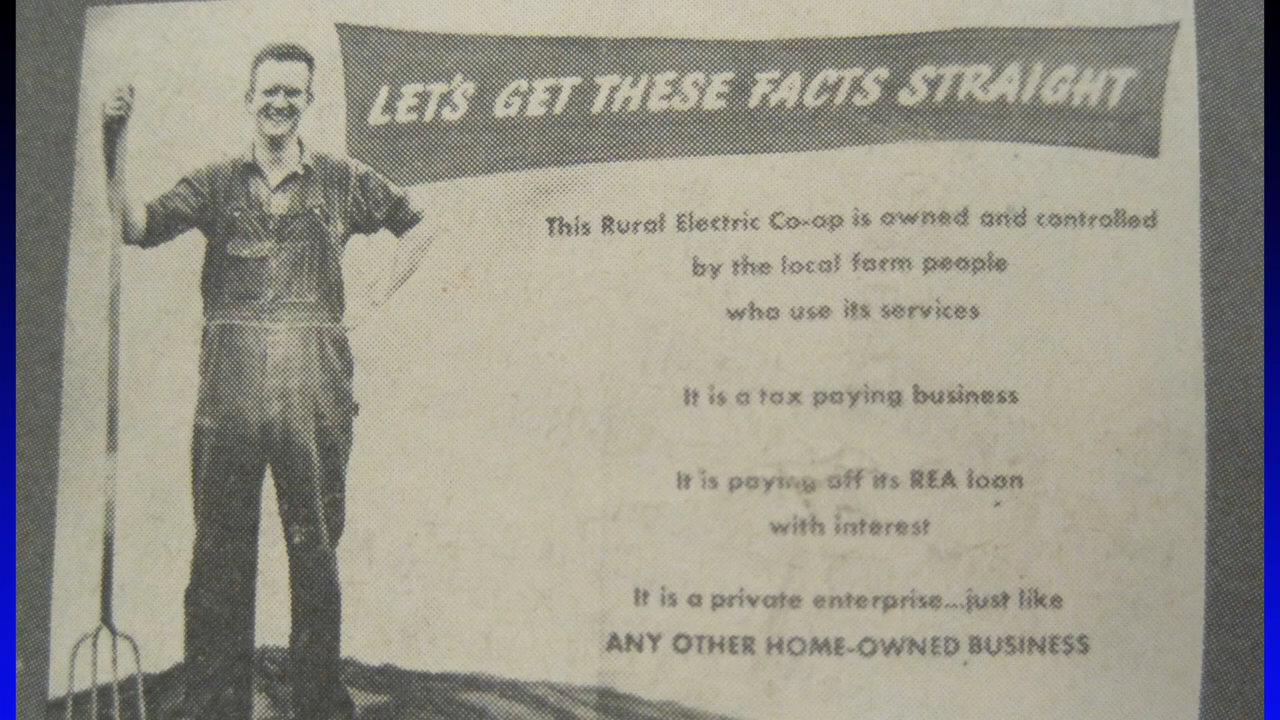 LET'S GET THESE FACTS STRAIGHT
This Rural Electric Co-op is owned and controlled
by the local farm people
who use its services
It is a tax paying business
It is paying off its REA loan
with interest
It is a private enterprise...just like
ANY OTHER HOME-OWNED BUSINESS